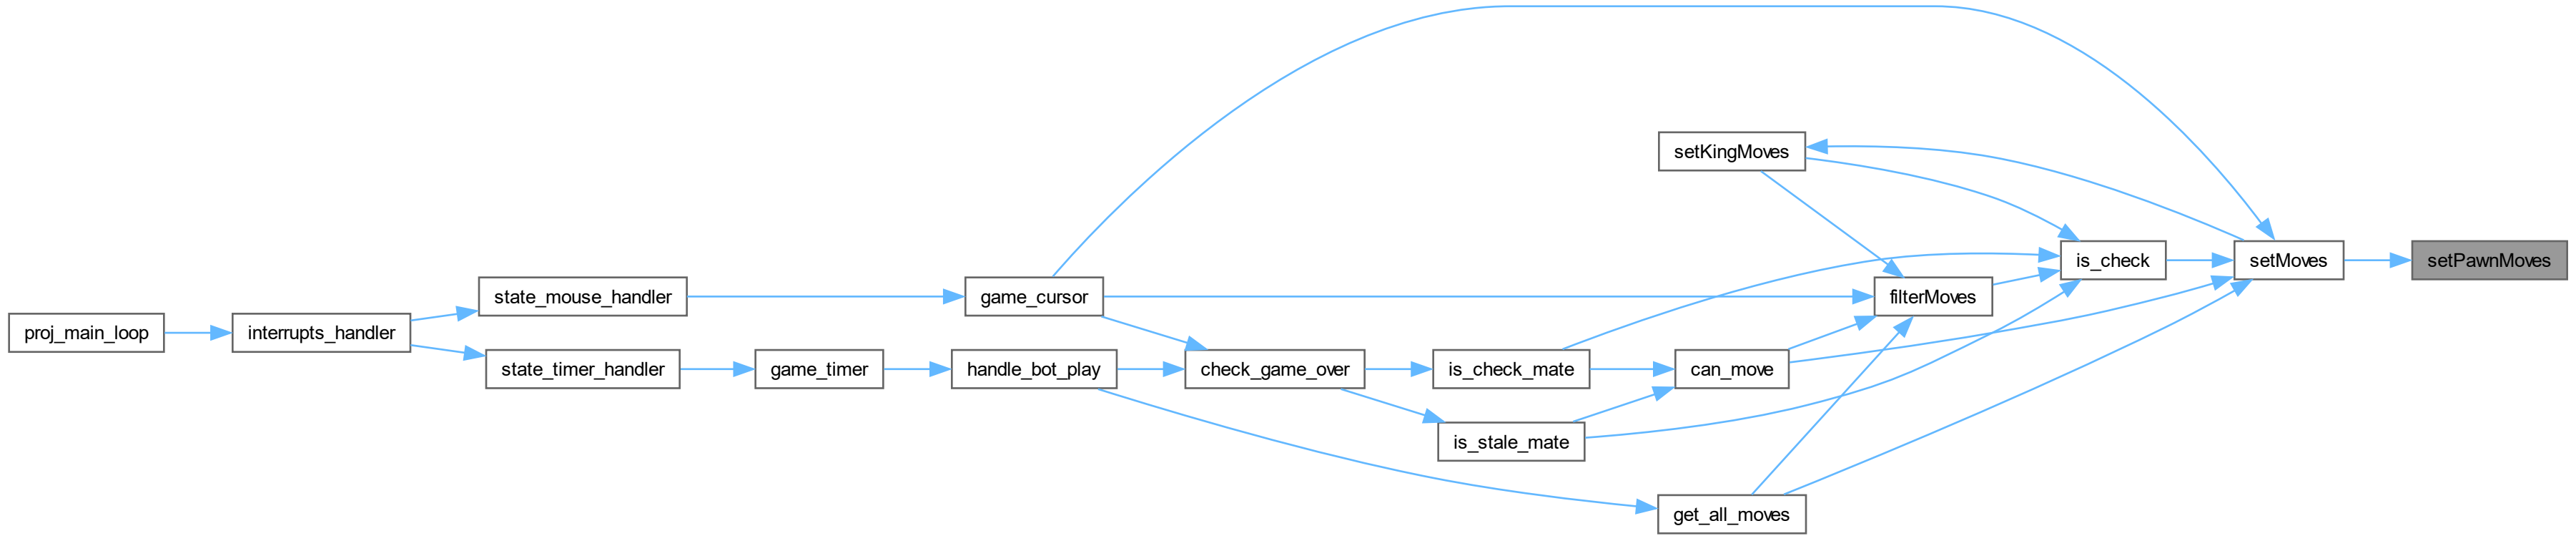 proj_main_loop
interrupts_handler
state_mouse_handler
state_timer_handler
game_timer
game_cursor
handle_bot_play
check_game_over
is_check_mate
is_stale_mate
setKingMoves
can_move
get_all_moves
filterMoves
is_check
setMoves
setPawnMoves